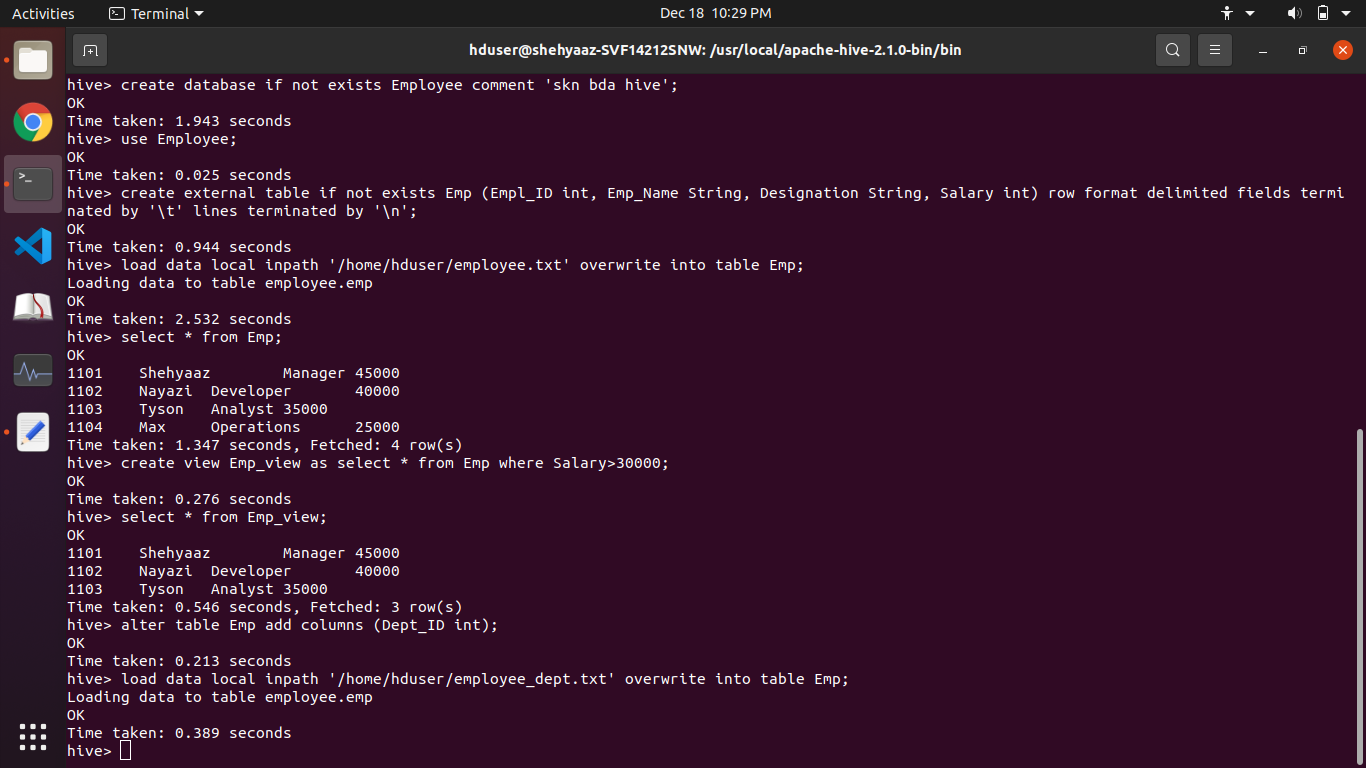 Activities
Terminal
Dec 18 10:29 PM
hduser@shehyaaz-SVF14212SNW: /usr/local/apache-hive-2.1.0-bin/bin
hive> create database if not exists Employee comment 'skn bda hive';
OK
Time taken: 1.943 seconds
hive> use Employee;
OK
Time taken: 0.025 seconds
hive> create external table if not exists Emp (Empl_ID int, Emp_Name String, Designation String, Salary int) row format delimited fields termi
nated by '\t' lines terminated by '\n';
OK
Time taken: 0.944 seconds
hive> load data local inpath '/home/hduser/employee.txt' overwrite into table Emp;
Loading data to table employee.emp
OK
Time taken: 2.532 seconds
hive> select * from Emp;
OK
1101    Shehyaaz        Manager 45000
1102    Nayazi  Developer       40000
1103    Tyson   Analyst 35000
1104    Max     Operations      25000
Time taken: 1.347 seconds, Fetched: 4 row(s)
hive> create view Emp_view as select * from Emp where Salary>30000;
OK
Time taken: 0.276 seconds
hive> select * from Emp_view;
OK
1101    Shehyaaz        Manager 45000
1102    Nayazi  Developer       40000
1103    Tyson   Analyst 35000
Time taken: 0.546 seconds, Fetched: 3 row(s)
hive> alter table Emp add columns (Dept_ID int);
OK
Time taken: 0.213 seconds
hive> load data local inpath '/home/hduser/employee_dept.txt' overwrite into table Emp;
Loading data to table employee.emp
OK
Time taken: 0.389 seconds
hive>